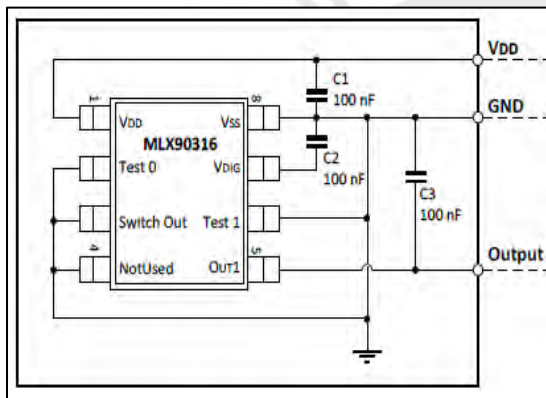 VDD
C1
100 nF
GND
1
8
VDD
VSS
MLX90316
C2
100 nF
Test 0
VDIG
C3
100 nF
Switch Out
Test 1
4
5
NotUsed
OUT1
Output